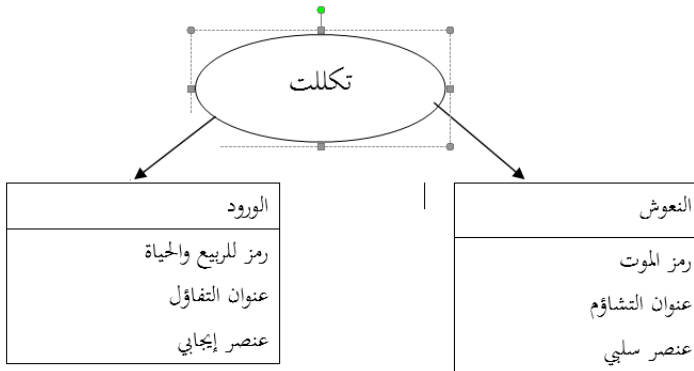 تكللت
النعوش
رمز الموت
عنوان التشاؤم
عنصر سلبي
الورود
رمز للربيع والحياة
عنوان التفاؤل
عنصر إيجابي